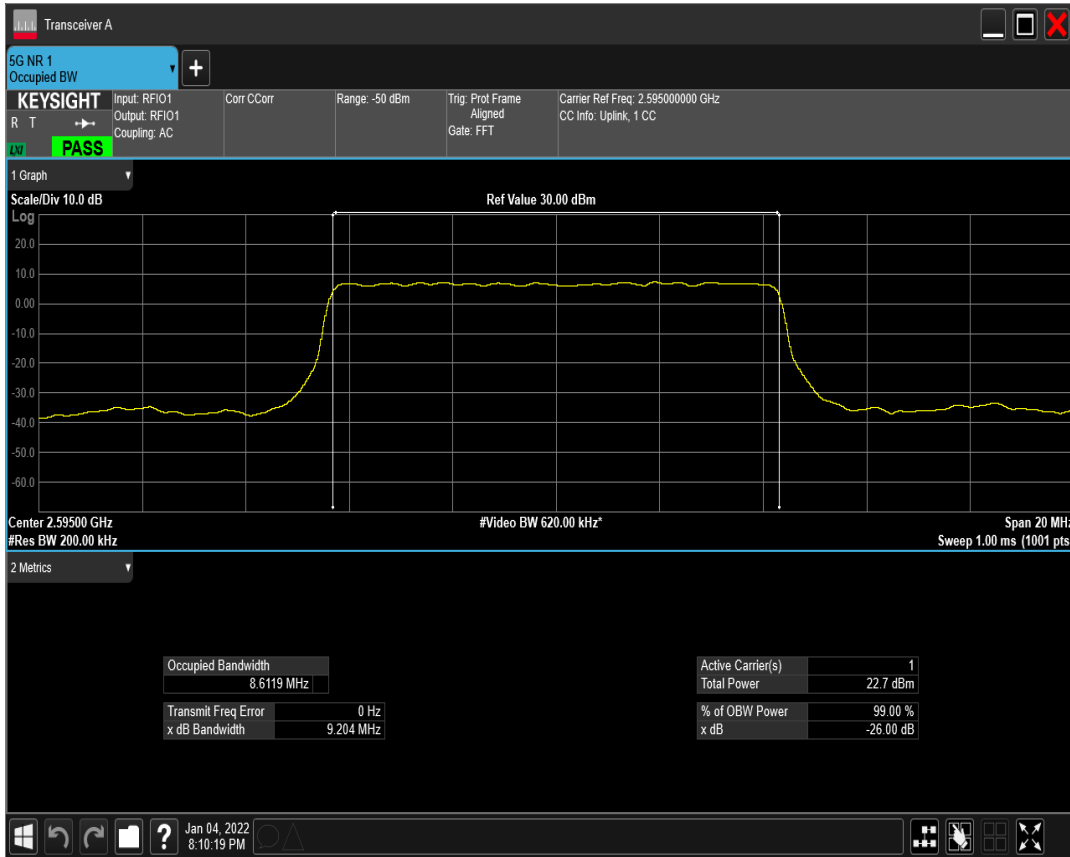 Transceiver A
5G NR 1
Occupied BW
KEYSIGHT
R T
LXI
PASS
Input: RFIO1
Output: RFIO1
Coupling: AC
Corr CCorr
Range: -50 dBm
Trig: Prot Frame
Aligned
Gate: FFT
Carrier Ref Freq: 2.595000000 GHz
CC Info: Uplink, 1 CC
1 Graph
Scale/Div 10.0 dB
Ref Value 30.00 dBm
Log
20.0
10.0
0.00
-10.0
-20.0
-30.0
-40.0
-50.0
-60.0
Center 2.59500 GHz
#Video BW 620.00 kHz*
Span 20 MHz
#Res BW 200.00 kHz
Sweep 1.00 ms (1001 pts
2 Metrics
Occupied Bandwidth
8.6119 MHz
Transmit Freq Error 0 Hz
x dB Bandwidth 9.204 MHz
Active Carrier(s) 1
Total Power 22.7 dBm
% of OBW Power 99.00 %
x dB -26.00 dB
?
Jan 04, 2022
8:10:19 PM